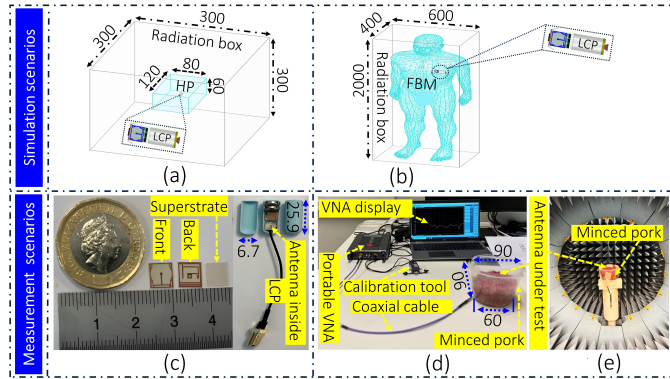 Simulation scenarios
300
300
Radiation box
300
80
120
HP
60
LCP
(a)
600
400
2000
Radiation box
FBM
LCP
(b)
Measurement scenarios
Superstrate
Front
Back
1 2 3 4
25.9
6.7
Antenna inside
LCP
(c)
VNA display
Portable VNA
Calibration tool
Coaxial cable
90
90
60
Minced pork
(d)
Antenna under test
Minced pork
(e)